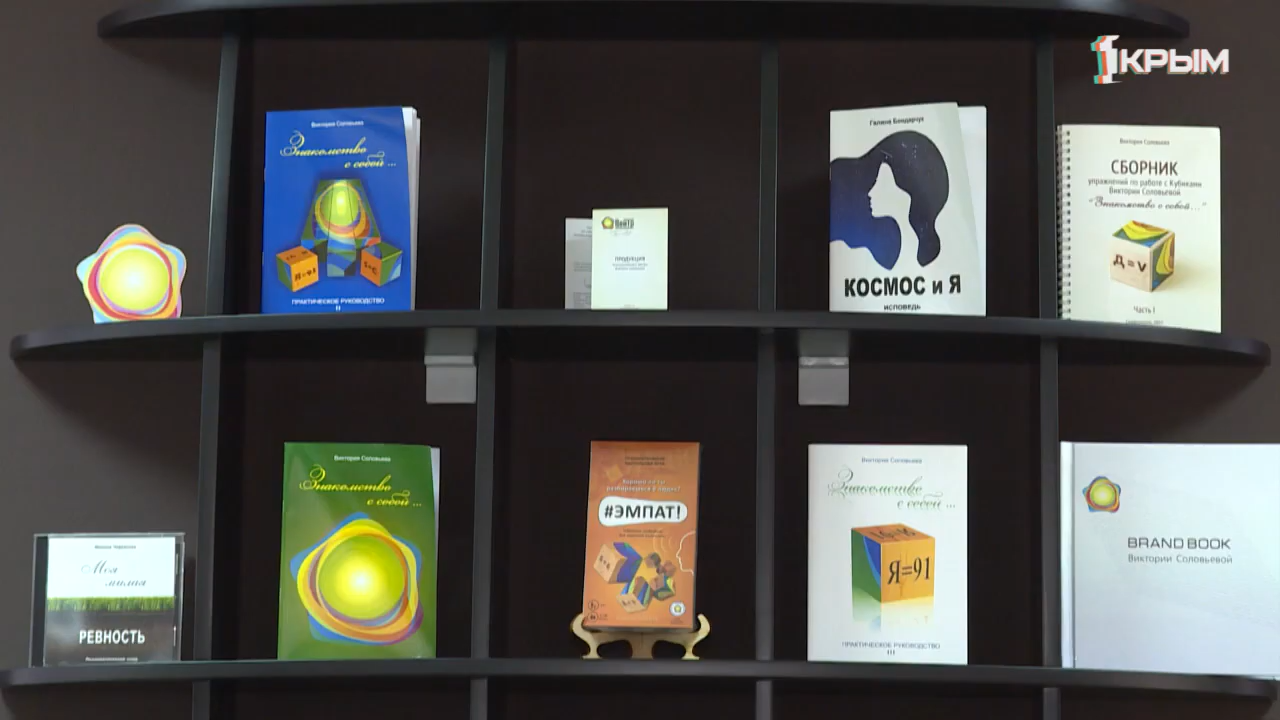 1КРЫМ
Виктория Соловьева
Знакомство
с собой...
ПРАКТИЧЕСКОЕ РУКОВОДСТВО
II
Центр
ПРОДУКЦИЯ
Галина Бондарчук
КОСМОС и Я
исповедь
Виктория Соловьева
СБОРНИК
упражнений по работе с Кубиками
Виктории Соловьевой
"Знакомство с собой..."
Д=V
Часть I
Моя
милая
РЕВНОСТЬ
Виктория Соловьева
Знакомство
с собой...
#ЭМПАТ!
Виктория Соловьева
Знакомство
с собой...
Я=91
ПРАКТИЧЕСКОЕ РУКОВОДСТВО
III
BRAND BOOK
Виктории Соловьевой